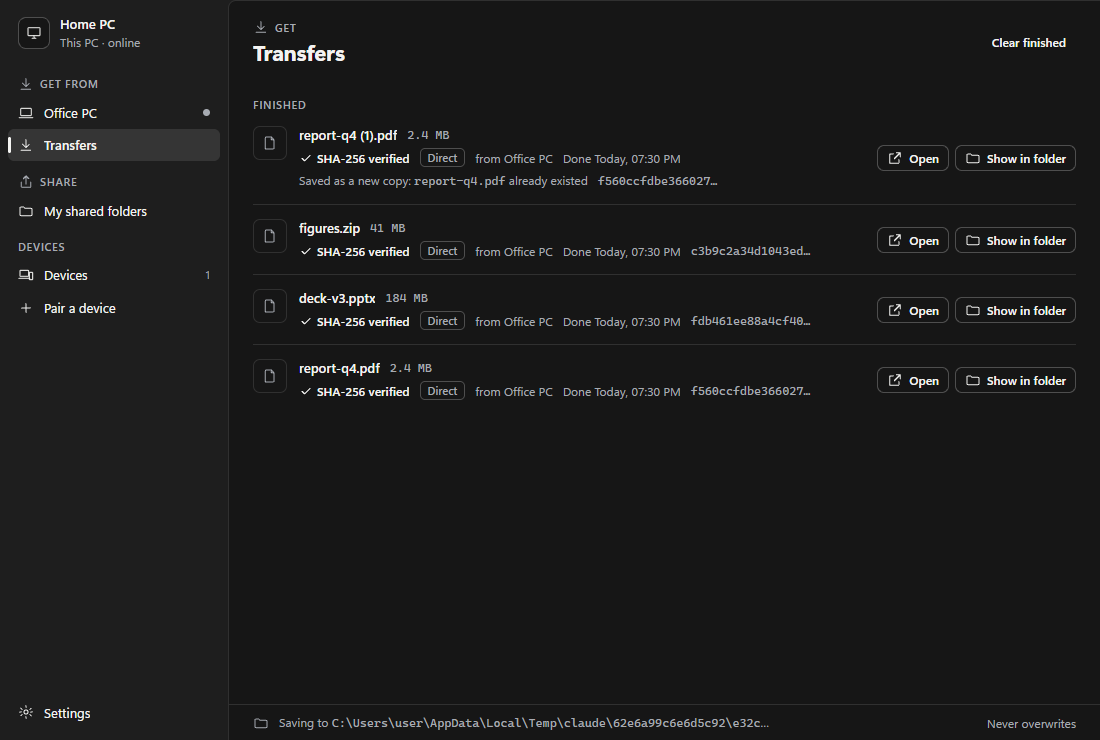 Home PC
This PC · online
GET FROM
Office PC
Transfers
SHARE
My shared folders
DEVICES
Devices 1
Pair a device
Settings
GET
Transfers
Clear finished
FINISHED
report-q4 (1).pdf 2.4 MB
SHA-256 verified Direct from Office PC Done Today, 07:30 PM
Saved as a new copy: report-q4.pdf already existed f560ccfdbe366027…
Open Show in folder
figures.zip 41 MB
SHA-256 verified Direct from Office PC Done Today, 07:30 PM c3b9c2a34d1043ed…
Open Show in folder
deck-v3.pptx 184 MB
SHA-256 verified Direct from Office PC Done Today, 07:30 PM fdb461ee88a4cf40…
Open Show in folder
report-q4.pdf 2.4 MB
SHA-256 verified Direct from Office PC Done Today, 07:30 PM f560ccfdbe366027…
Open Show in folder
Saving to C:\Users\user\AppData\Local\Temp\claude\62e6a99c6e6d5c92\e32c…
Never overwrites